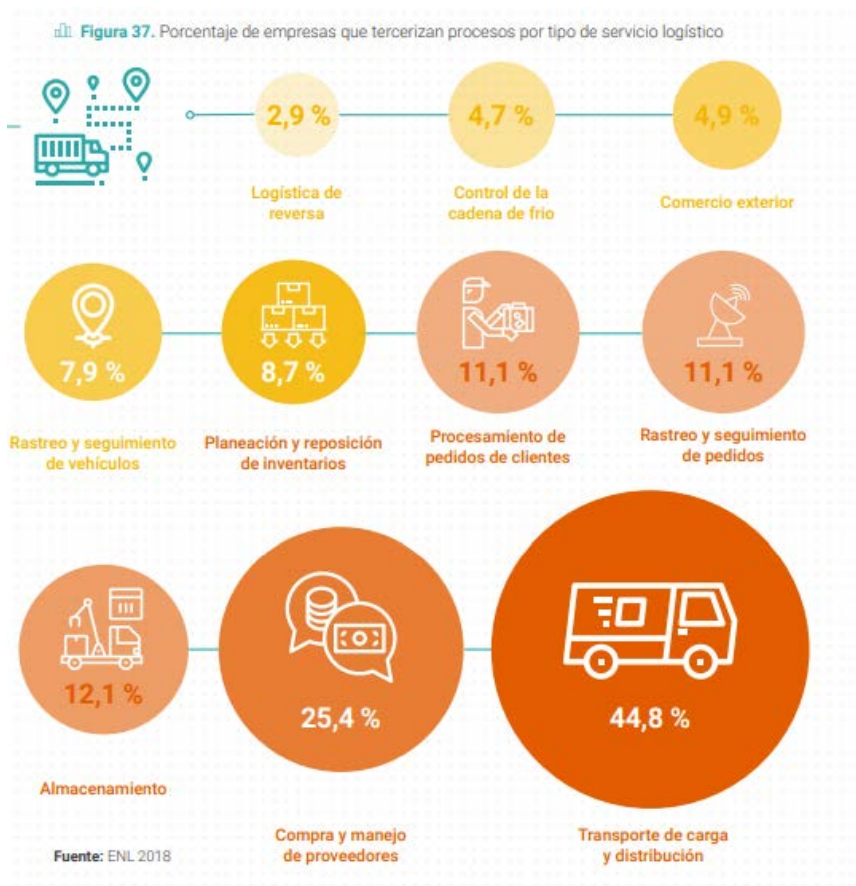 Figura 37. Porcentaje de empresas que tercerizan procesos por tipo de servicio logístico
2,9 %
4,7 %
4,9 %
Logística de
reversa
Control de la
cadena de frio
Comercio exterior
7,9 %
8,7 %
11,1 %
11,1 %
Rastreo y seguimiento
de vehículos
Planeación y reposición
de inventarios
Procesamiento de
pedidos de clientes
Rastreo y seguimiento
de pedidos
12,1 %
25,4 %
44,8 %
Almacenamiento
Compra y manejo
de proveedores
Transporte de carga
y distribución
Fuente: ENL 2018